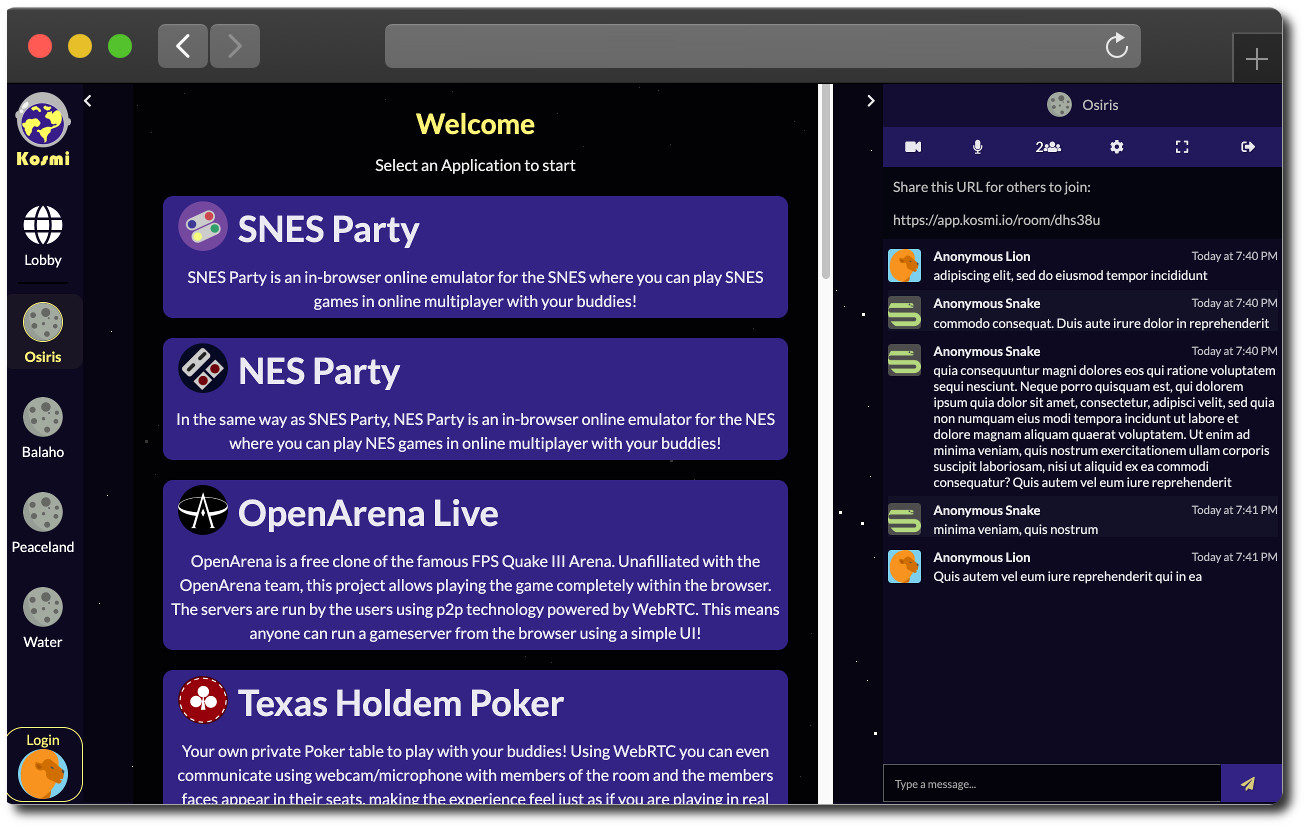 Kosmi
Lobby
Osiris
Balaho
Peaceland
Water
Login
Welcome
Select an Application to start
SNES Party
SNES Party is an in-browser online emulator for the SNES where you can play SNES
games in online multiplayer with your buddies!
NES Party
In the same way as SNES Party, NES Party is an in-browser online emulator for the NES
where you can play NES games in online multiplayer with your buddies!
OpenArena Live
OpenArena is a free clone of the famous FPS Quake III Arena. Unafilliated with the
OpenArena team, this project allows playing the game completely within the browser.
The servers are run by the users using p2p technology powered by WebRTC. This means
anyone can run a gameserver from the browser using a simple UI!
Texas Holdem Poker
Your own private Poker table to play with your buddies! Using WebRTC you can even
communicate using webcam/microphone with members of the room and the members
faces appear in their seats, making the experience feel just as if you are playing in real
Osiris
2
Share this URL for others to join:
https://app.kosmi.io/room/dhs38u
Anonymous Lion Today at 7:40 PM
adipiscing elit, sed do eiusmod tempor incididunt
Anonymous Snake Today at 7:40 PM
commodo consequat. Duis aute irure dolor in reprehenderit
Anonymous Snake Today at 7:40 PM
quia consequuntur magni dolores eos qui ratione voluptatem
sequi nesciunt. Neque porro quisquam est, qui dolorem
ipsum quia dolor sit amet, consectetur, adipisci velit, sed quia
non numquam eius modi tempora incidunt ut labore et
dolore magnam aliquam quaerat voluptatem. Ut enim ad
minima veniam, quis nostrum exercitationem ullam corporis
suscipit laboriosam, nisi ut aliquid ex ea commodi
consequatur? Quis autem vel eum iure reprehenderit
Anonymous Snake Today at 7:41 PM
minima veniam, quis nostrum
Anonymous Lion Today at 7:41 PM
Quis autem vel eum iure reprehenderit qui in ea
Type a message...